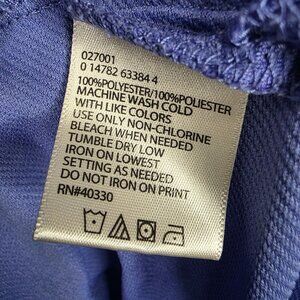 027001
0 14782 63384 4
100%POLYESTER/100%POLIESTER
MACHINE WASH COLD
WITH LIKE COLORS
USE ONLY NON-CHLORINE
BLEACH WHEN NEEDED
TUMBLE DRY LOW
IRON ON LOWEST
SETTING AS NEEDED
DO NOT IRON ON PRINT
RN#40330